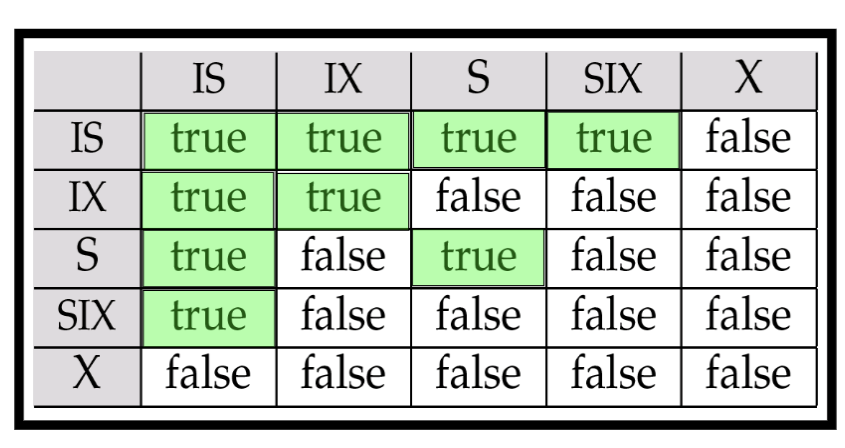 IS IX S SIX X
IS true true true true false
IX true true false false false
S true false true false false
SIX true false false false false
X false false false false false